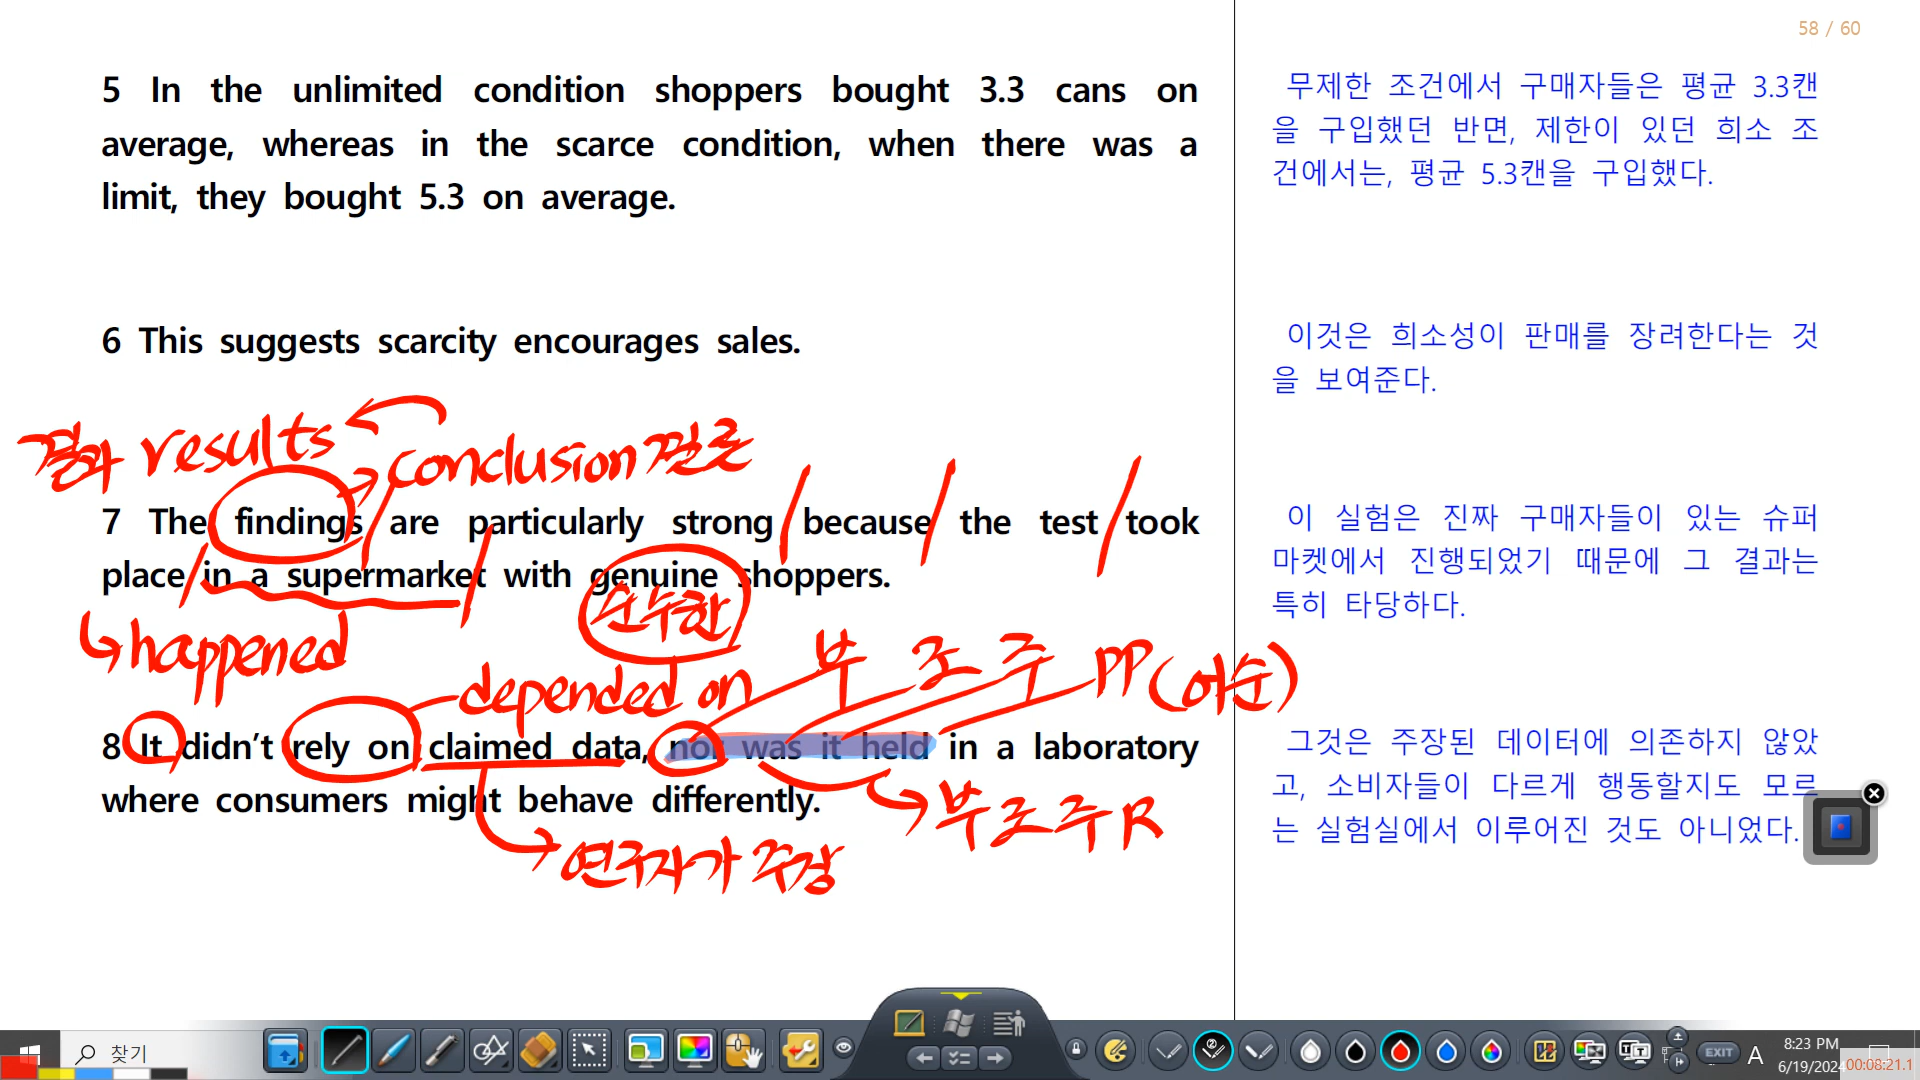 58 / 60
5 In the unlimited condition shoppers bought 3.3 cans on
average, whereas in the scarce condition, when there was a
limit, they bought 5.3 on average.
무제한 조건에서 구매자들은 평균 3.3캔
을 구입했던 반면, 제한이 있던 희소 조
건에서는, 평균 5.3캔을 구입했다.
6 This suggests scarcity encourages sales.
이것은 희소성이 판매를 장려한다는 것
을 보여준다.
결과 results
conclusion 결론
7 The findings are particularly strong because the test took
place in a supermarket with genuine shoppers.
순수한
happened
이 실험은 진짜 구매자들이 있는 슈퍼
마켓에서 진행되었기 때문에 그 결과는
특히 타당하다.
depended on
부 조 주 PP (어순)
8 It didn't rely on claimed data, nor was it held in a laboratory
where consumers might behave differently.
부 조 주 R
연구자가 주장
그것은 주장된 데이터에 의존하지 않았
고, 소비자들이 다르게 행동할지도 모르
는 실험실에서 이루어진 것도 아니었다.
찾기
EXIT
A
8:23 PM
6/19/2024
00:08:21.1